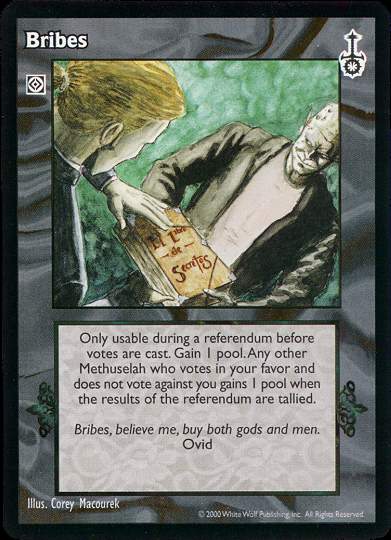 Bribes
El Libro
de
Secretos
Only usable during a referendum before
votes are cast. Gain 1 pool. Any other
Methuselah who votes in your favor and
does not vote against you gains 1 pool when
the results of the referendum are tallied.
Bribes, believe me, buy both gods and men.
Ovid
Illus. Corey Macourek
© 2000 White Wolf Publishing, Inc. All Rights Reserved.